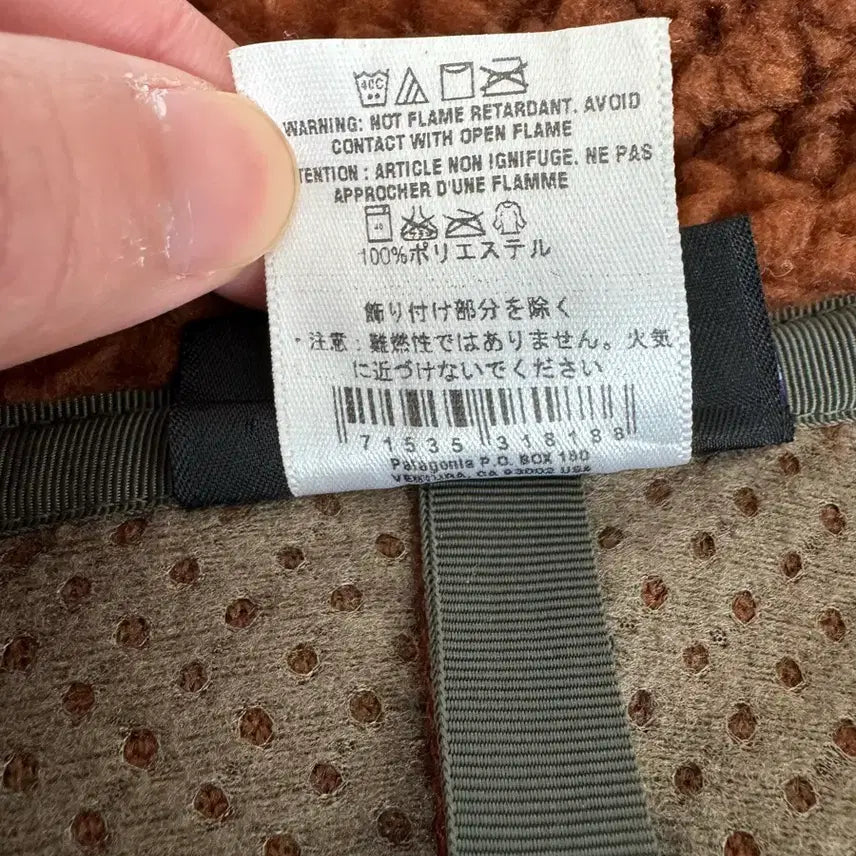 40C
WARNING: NOT FLAME RETARDANT. AVOID
CONTACT WITH OPEN FLAME
TENTION : ARTICLE NON IGNIFUGE. NE PAS
APPROCHER D'UNE FLAMME
40
100%ポリエステル
飾り付け部分を除く
・注意：難燃性ではありません。火気
に近づけないでください
71535 318188
Patagonia P.O. BOX 150
VENTURA, CA 93002 USA